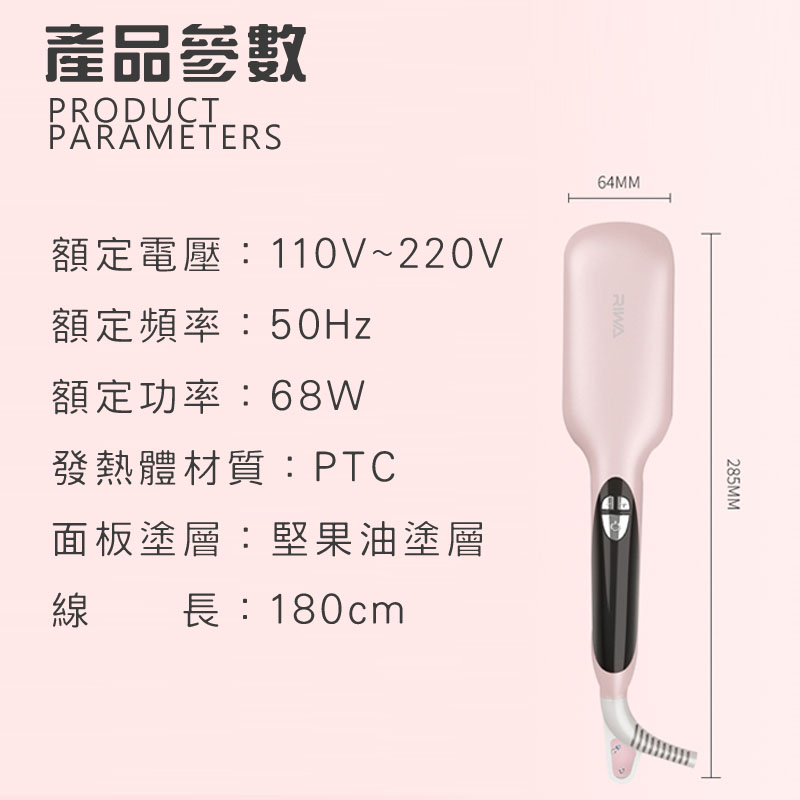 產品參數
PRODUCT
PARAMETERS
64MM
額定電壓：110V~220V
額定頻率：50Hz
額定功率：68W
發熱體材質：PTC
面板塗層：堅果油塗層
線　　長：180cm
RIWA
285MM